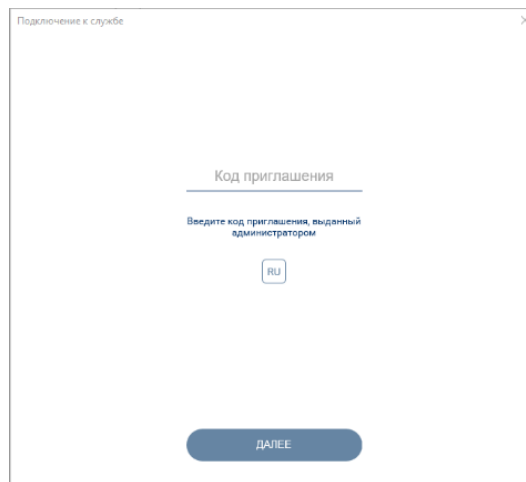 Подключение к службе
Код приглашения
Введите код приглашения, выданный
администратором
RU
ДАЛЕЕ